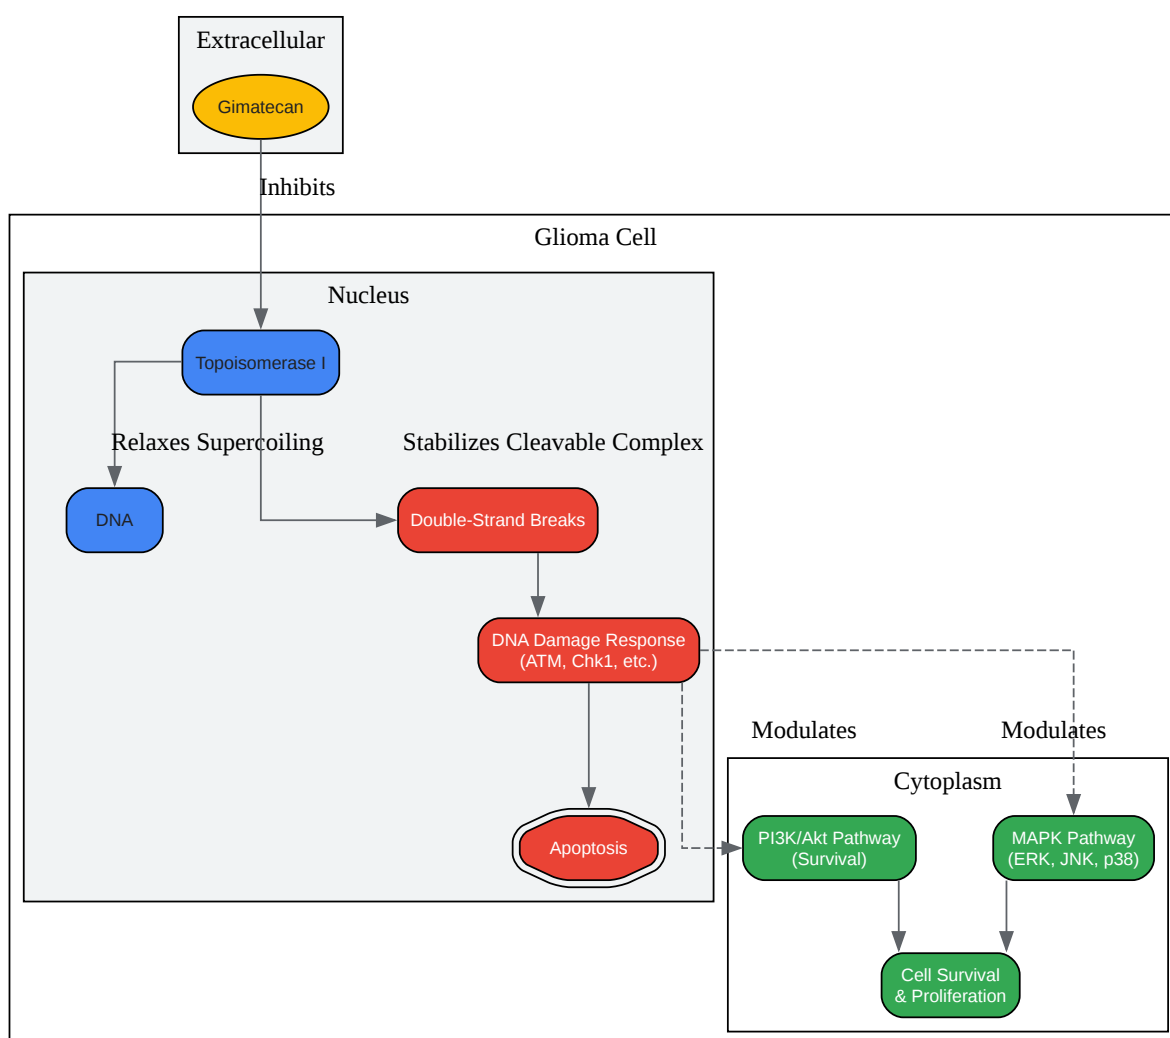 Extracellular
Gimatecan
Inhibits
Glioma Cell
Nucleus
Topoisomerase I
Relaxes Supercoiling
Stabilizes Cleavable Complex
DNA
Double-Strand Breaks
DNA Damage Response
(ATM, Chk1, etc.)
Modulates
Modulates
Cytoplasm
Apoptosis
PI3K/Akt Pathway
(Survival)
MAPK Pathway
(ERK, JNK, p38)
Cell Survival
& Proliferation